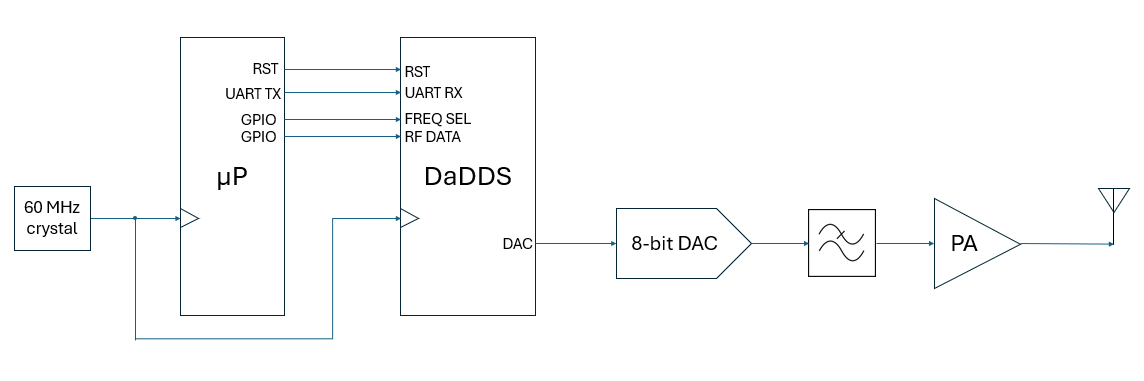 RST
UART TX
GPIO
GPIO
µP
RST
UART RX
FREQ SEL
RF DATA
DaDDS
DAC
60 MHz
crystal
8-bit DAC
PA